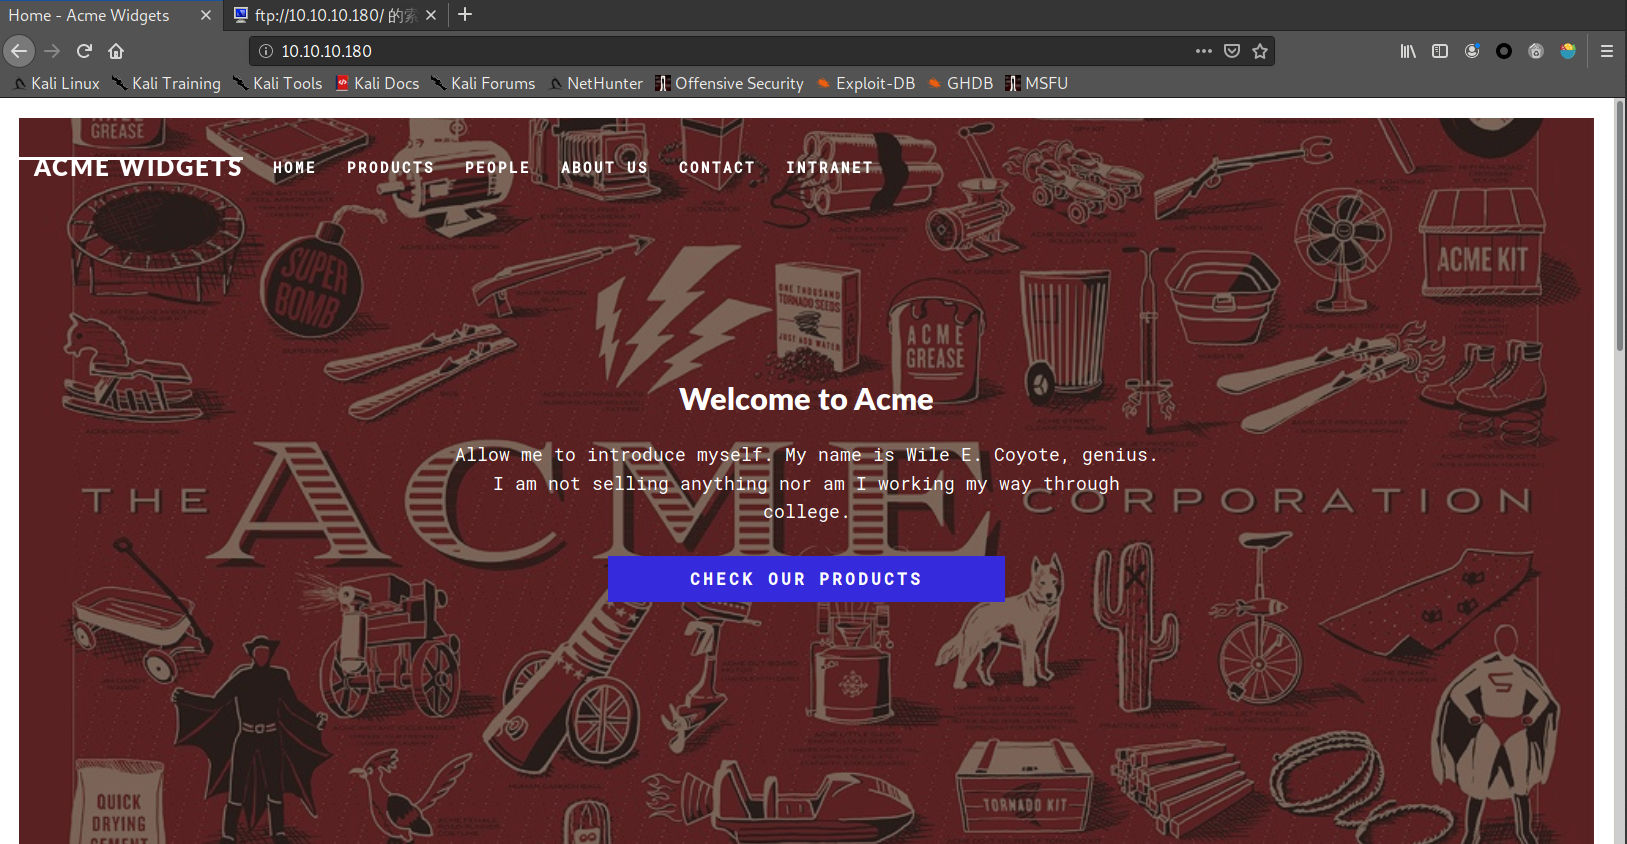 Home - Acme Widgets
ftp://10.10.10.180/ 的索
10.10.10.180
Kali Linux Kali Training Kali Tools Kali Docs Kali Forums NetHunter Offensive Security Exploit-DB GHDB MSFU
GREASE
ACME WIDGETS HOME PRODUCTS PEOPLE ABOUT US CONTACT INTRANET
SUPER
BOMB
ONE THOUSAND
TORNADO SEEDS
JUST ADD WATER
ACME
GREASE
ACME KIT
Welcome to Acme
Allow me to introduce myself. My name is Wile E. Coyote, genius.
I am not selling anything nor am I working my way through
college.
THE ACME CORPORATION
CHECK OUR PRODUCTS
QUICK
DRYING
CEMENT
TORNADO KIT